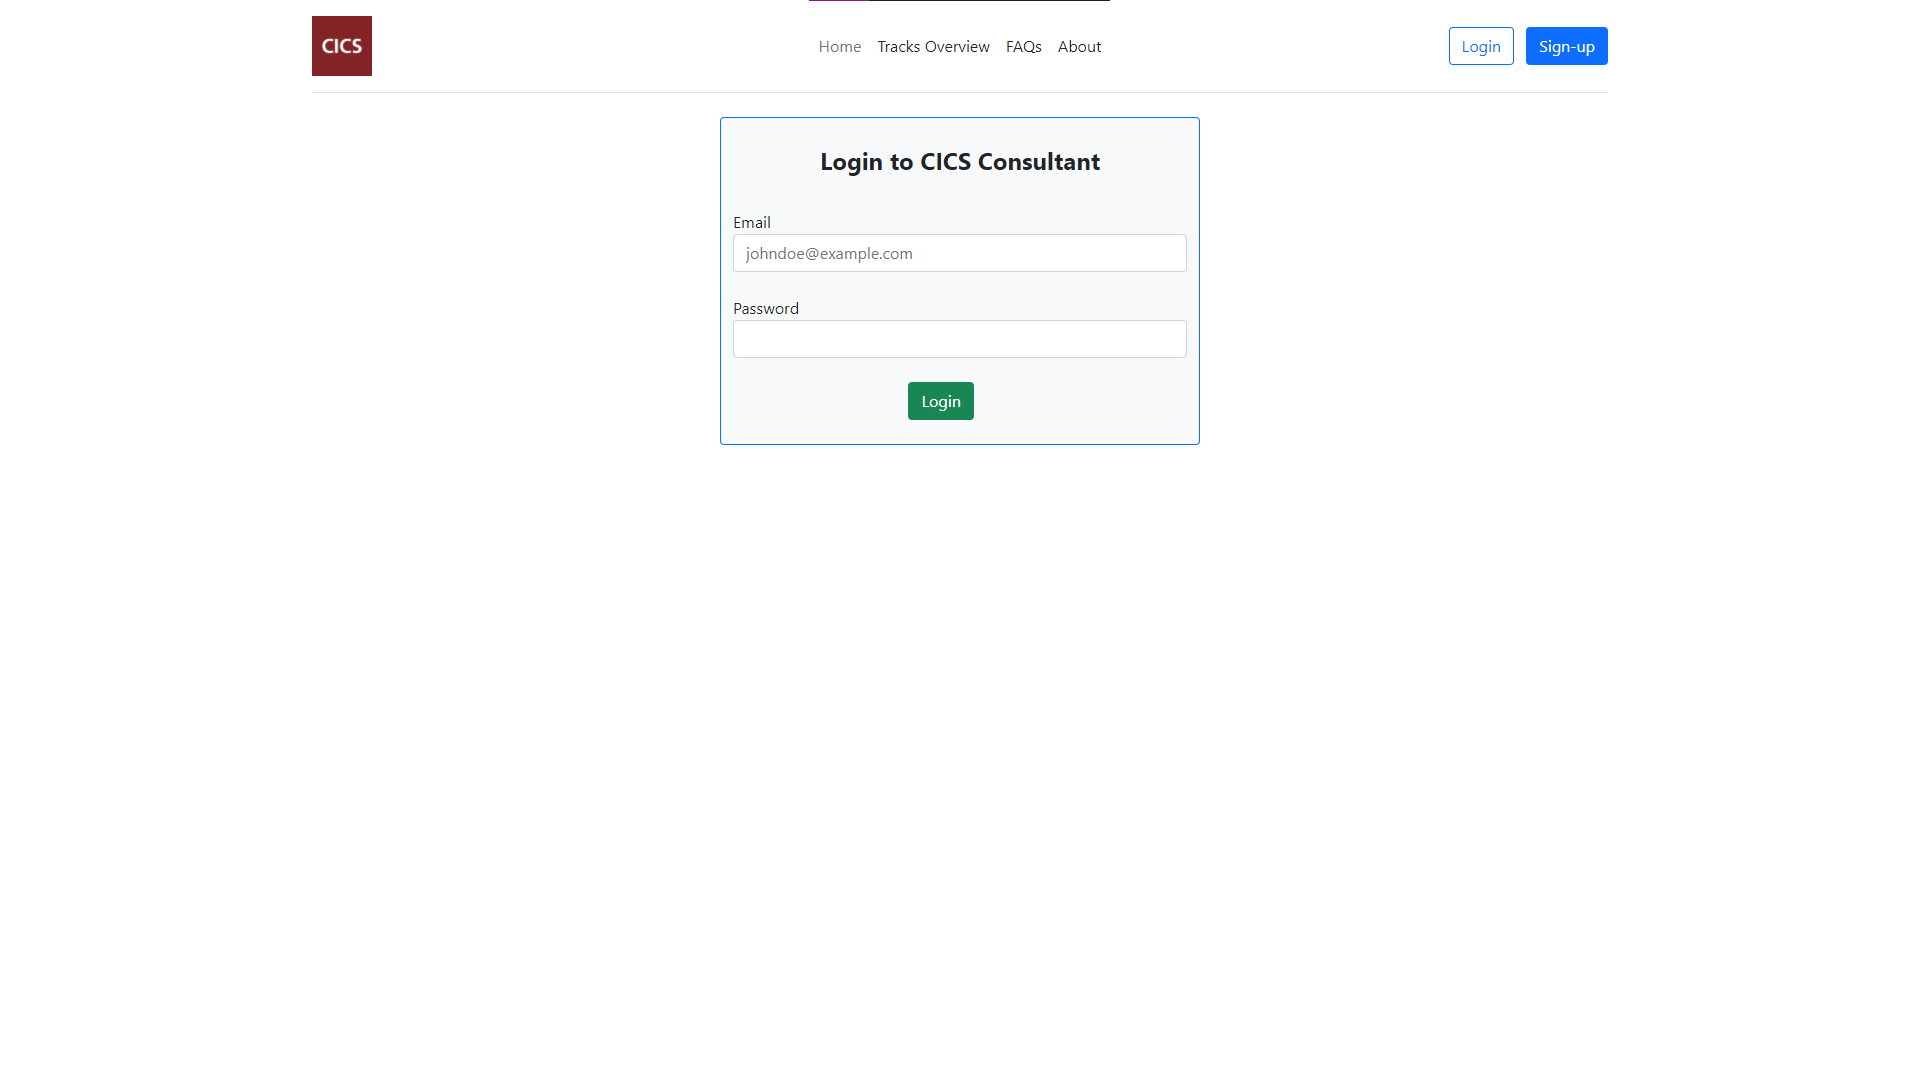 CICS
Home Tracks Overview FAQs About
Login Sign-up
Login to CICS Consultant
Email
johndoe@example.com
Password
Login